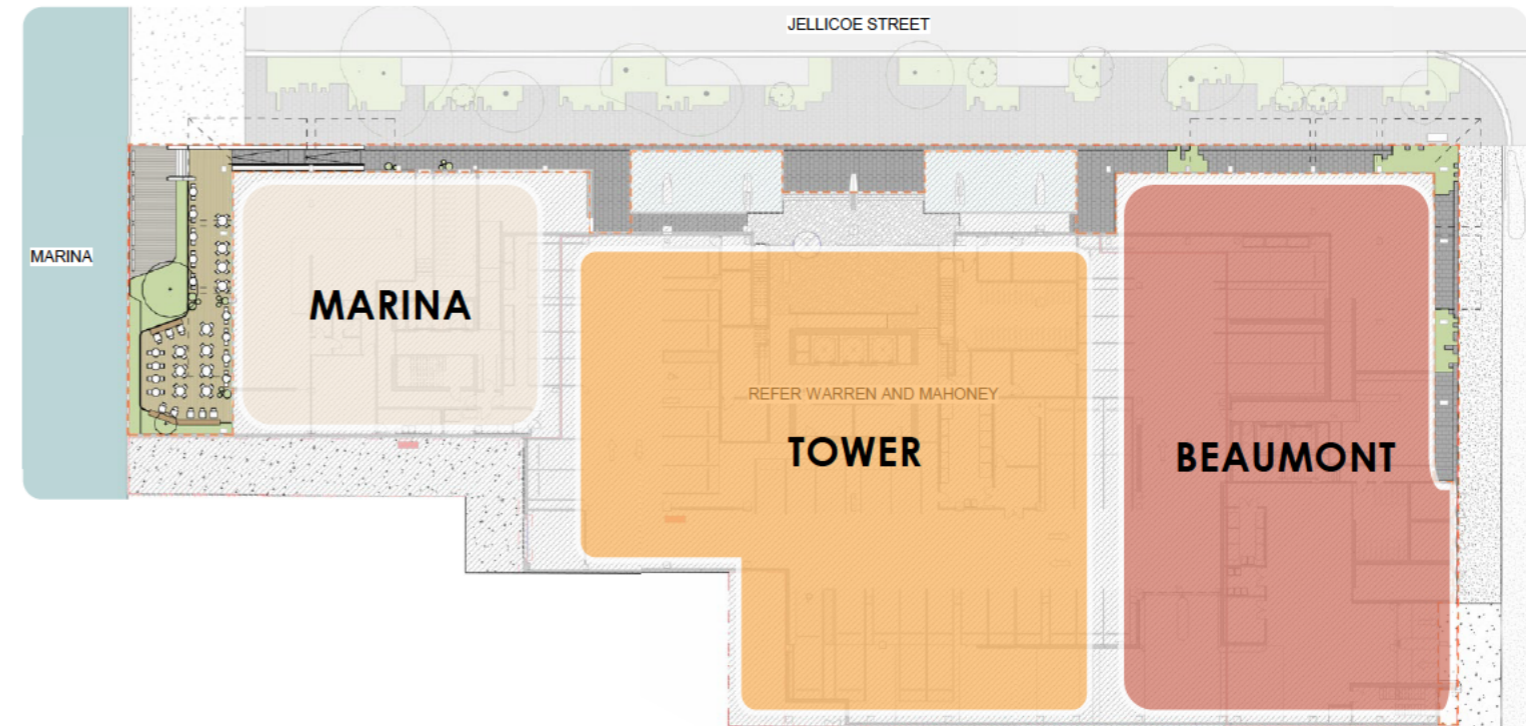 JELLICOE STREET
MARINA
MARINA
REFER WARREN AND MAHONEY
TOWER
BEAUMONT